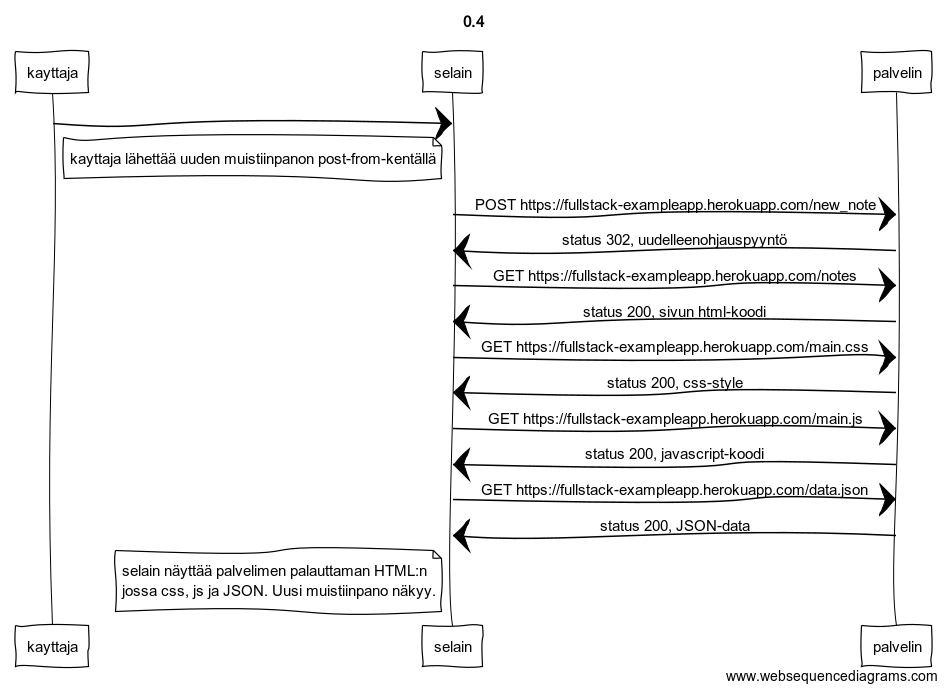 0.4
kayttaja
selain
palvelin
kayttaja lähettää uuden muistiinpanon post-from-kentällä
POST https://fullstack-exampleapp.herokuapp.com/new_note
status 302, uudelleenohjauspyyntö
GET https://fullstack-exampleapp.herokuapp.com/notes
status 200, sivun html-koodi
GET https://fullstack-exampleapp.herokuapp.com/main.css
status 200, css-style
GET https://fullstack-exampleapp.herokuapp.com/main.js
status 200, javascript-koodi
GET https://fullstack-exampleapp.herokuapp.com/data.json
status 200, JSON-data
selain näyttää palvelimen palauttaman HTML:n
jossa css, js ja JSON. Uusi muistiinpano näkyy.
kayttaja
selain
palvelin
www.websequencediagrams.com